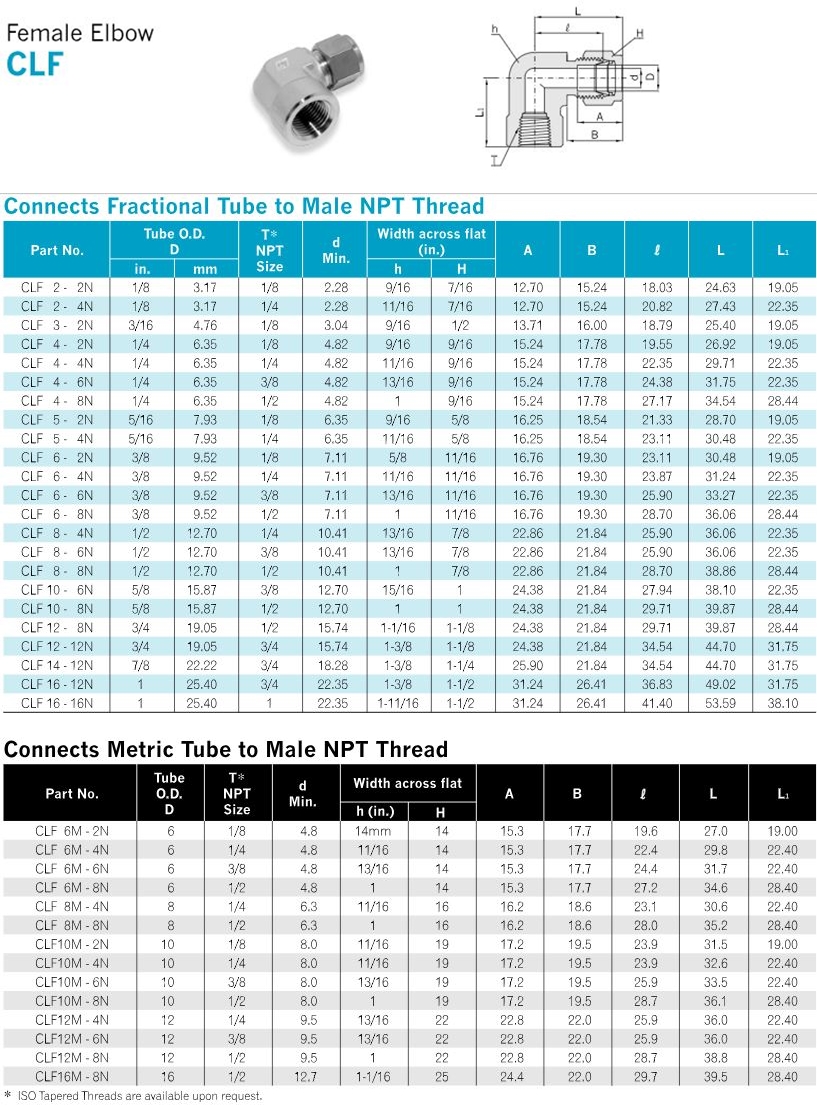 Female Elbow
CLF
L
ℓ
h
H
d
D
L1
A
B
T
Connects Fractional Tube to Male NPT Thread
Part No. Tube O.D. D T* NPT Size d Min. Width across flat (in.) A B ℓ L L1
in. mm h H
CLF 2 - 2N 1/8 3.17 1/8 2.28 9/16 7/16 12.70 15.24 18.03 24.63 19.05
CLF 2 - 4N 1/8 3.17 1/4 2.28 11/16 7/16 12.70 15.24 20.82 27.43 22.35
CLF 3 - 2N 3/16 4.76 1/8 3.04 9/16 1/2 13.71 16.00 18.79 25.40 19.05
CLF 4 - 2N 1/4 6.35 1/8 4.82 9/16 9/16 15.24 17.78 19.55 26.92 19.05
CLF 4 - 4N 1/4 6.35 1/4 4.82 11/16 9/16 15.24 17.78 22.35 29.71 22.35
CLF 4 - 6N 1/4 6.35 3/8 4.82 13/16 9/16 15.24 17.78 24.38 31.75 22.35
CLF 4 - 8N 1/4 6.35 1/2 4.82 1 9/16 15.24 17.78 27.17 34.54 28.44
CLF 5 - 2N 5/16 7.93 1/8 6.35 9/16 5/8 16.25 18.54 21.33 28.70 19.05
CLF 5 - 4N 5/16 7.93 1/4 6.35 11/16 5/8 16.25 18.54 23.11 30.48 22.35
CLF 6 - 2N 3/8 9.52 1/8 7.11 5/8 11/16 16.76 19.30 23.11 30.48 19.05
CLF 6 - 4N 3/8 9.52 1/4 7.11 11/16 11/16 16.76 19.30 23.87 31.24 22.35
CLF 6 - 6N 3/8 9.52 3/8 7.11 13/16 11/16 16.76 19.30 25.90 33.27 22.35
CLF 6 - 8N 3/8 9.52 1/2 7.11 1 11/16 16.76 19.30 28.70 36.06 28.44
CLF 8 - 4N 1/2 12.70 1/4 10.41 13/16 7/8 22.86 21.84 25.90 36.06 22.35
CLF 8 - 6N 1/2 12.70 3/8 10.41 13/16 7/8 22.86 21.84 25.90 36.06 22.35
CLF 8 - 8N 1/2 12.70 1/2 10.41 1 7/8 22.86 21.84 28.70 38.86 28.44
CLF 10 - 6N 5/8 15.87 3/8 12.70 15/16 1 24.38 21.84 27.94 38.10 22.35
CLF 10 - 8N 5/8 15.87 1/2 12.70 1 1 24.38 21.84 29.71 39.87 28.44
CLF 12 - 8N 3/4 19.05 1/2 15.74 1-1/16 1-1/8 24.38 21.84 29.71 39.87 28.44
CLF 12 - 12N 3/4 19.05 3/4 15.74 1-3/8 1-1/8 24.38 21.84 34.54 44.70 31.75
CLF 14 - 12N 7/8 22.22 3/4 18.28 1-3/8 1-1/4 25.90 21.84 34.54 44.70 31.75
CLF 16 - 12N 1 25.40 3/4 22.35 1-3/8 1-1/2 31.24 26.41 36.83 49.02 31.75
CLF 16 - 16N 1 25.40 1 22.35 1-11/16 1-1/2 31.24 26.41 41.40 53.59 38.10
Connects Metric Tube to Male NPT Thread
Part No. Tube O.D. D T* NPT Size d Min. Width across flat A B ℓ L L1
h (in.) H
CLF 6M - 2N 6 1/8 4.8 14mm 14 15.3 17.7 19.6 27.0 19.00
CLF 6M - 4N 6 1/4 4.8 11/16 14 15.3 17.7 22.4 29.8 22.40
CLF 6M - 6N 6 3/8 4.8 13/16 14 15.3 17.7 24.4 31.7 22.40
CLF 6M - 8N 6 1/2 4.8 1 14 15.3 17.7 27.2 34.6 28.40
CLF 8M - 4N 8 1/4 6.3 11/16 16 16.2 18.6 23.1 30.6 22.40
CLF 8M - 8N 8 1/2 6.3 1 16 16.2 18.6 28.0 35.2 28.40
CLF10M - 2N 10 1/8 8.0 11/16 19 17.2 19.5 23.9 31.5 19.00
CLF10M - 4N 10 1/4 8.0 11/16 19 17.2 19.5 23.9 32.6 22.40
CLF10M - 6N 10 3/8 8.0 13/16 19 17.2 19.5 25.9 33.5 22.40
CLF10M - 8N 10 1/2 8.0 1 19 17.2 19.5 28.7 36.1 28.40
CLF12M - 4N 12 1/4 9.5 13/16 22 22.8 22.0 25.9 36.0 22.40
CLF12M - 6N 12 3/8 9.5 13/16 22 22.8 22.0 25.9 36.0 22.40
CLF12M - 8N 12 1/2 9.5 1 22 22.8 22.0 28.7 38.8 28.40
CLF16M - 8N 16 1/2 12.7 1-1/16 25 24.4 22.0 29.7 39.5 28.40
* ISO Tapered Threads are available upon request.